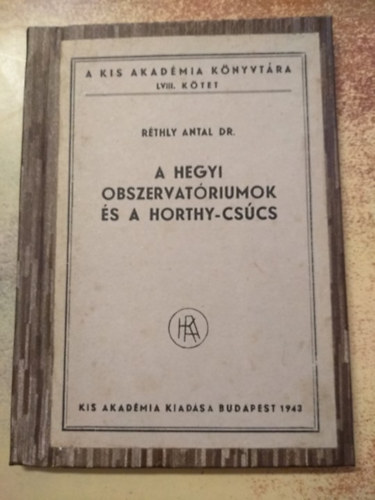 A KIS AKADÉMIA KÖNYVTÁRA
LVIII. KÖTET
RÉTHLY ANTAL DR.
A HEGYI
OBSZERVATÓRIUMOK
ÉS A HORTHY-CSÚCS
KIS AKADÉMIA KIADÁSA BUDAPEST 1943